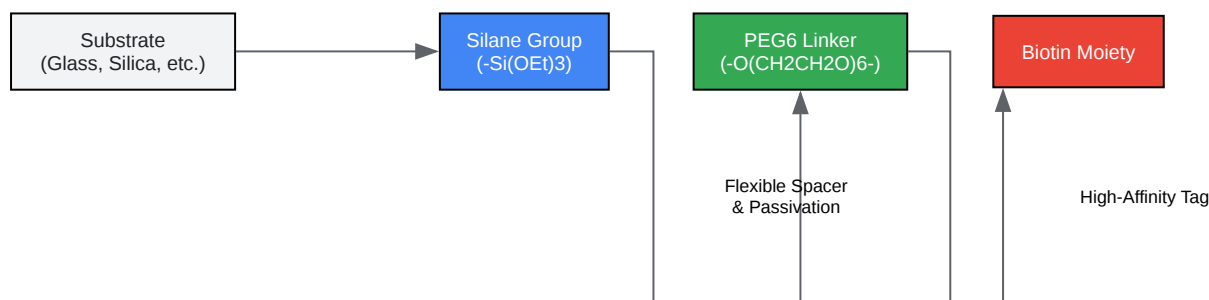 Substrate
(Glass, Silica, etc.)
Silane Group
(-Si(OEt)3)
PEG6 Linker
(-O(CH2CH2O)6-)
Biotin Moiety
Flexible Spacer
& Passivation
High-Affinity Tag